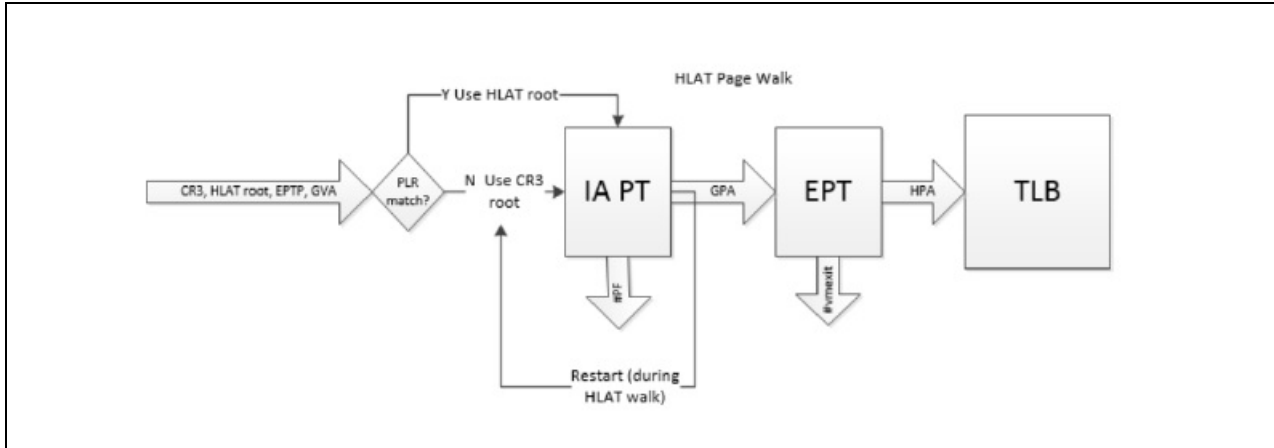 HLAT Page Walk
Y Use HLAT root
CR3, HLAT root, EPTP, GVA
PLR
match?
N Use CR3
root
IA PT
GPA
EPT
HPA
TLB
#PF
#vmexit
Restart (during
HLAT walk)